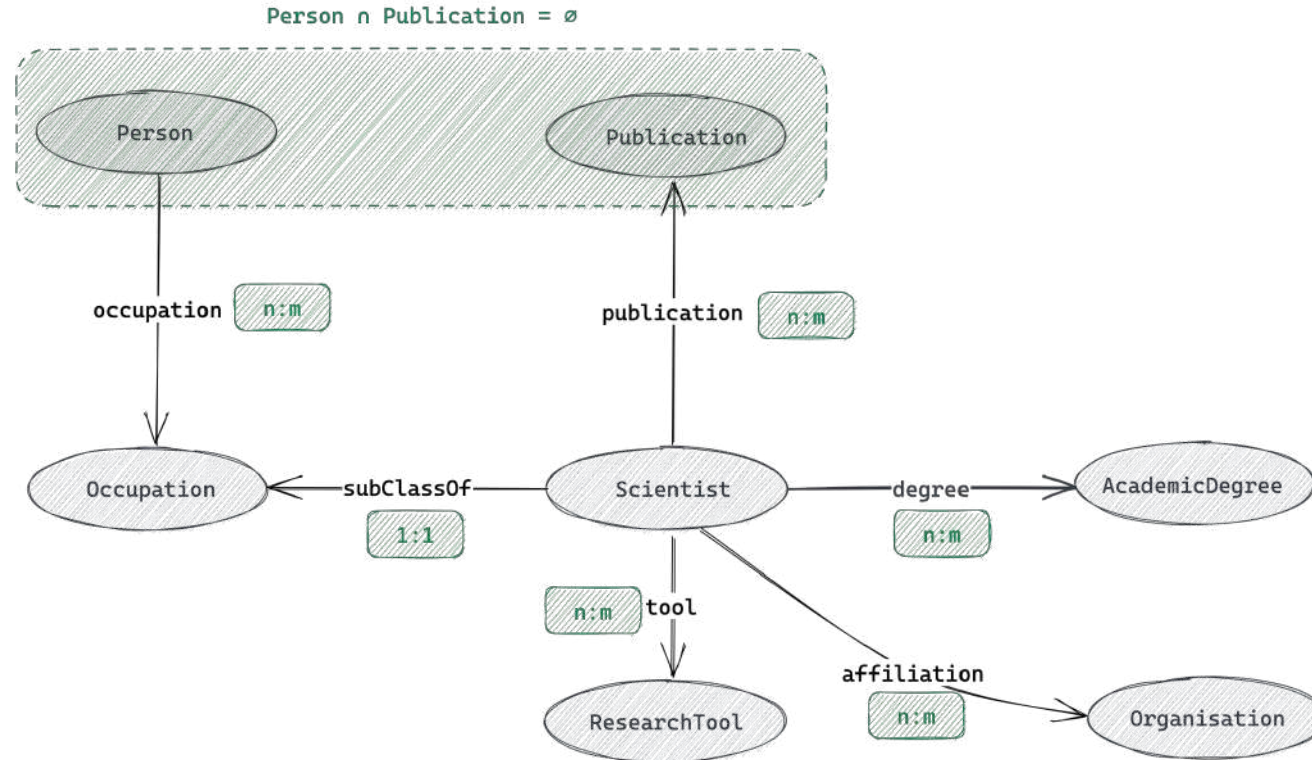 Person ∩ Publication = ∅
Person
Publication
occupation
n:m
publication
n:m
Occupation
subClassOf
Scientist
degree
AcademicDegree
1:1
n:m
n:m
tool
affiliation
n:m
ResearchTool
Organisation